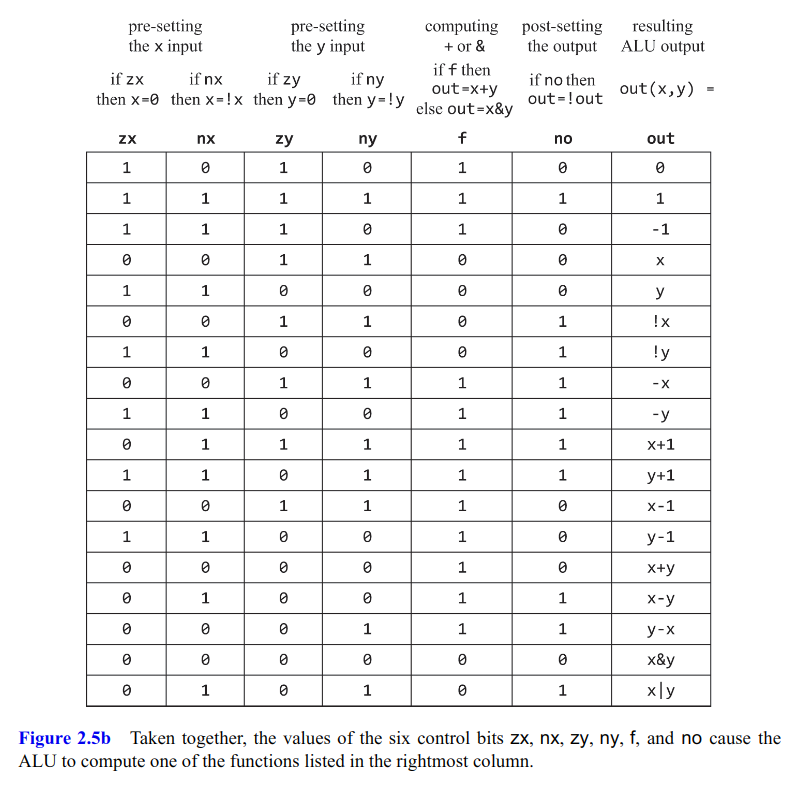 pre-setting the x input pre-setting the y input computing + or & post-setting the output resulting ALU output
if zx then x=0 if nx then x=!x if zy then y=0 if ny then y=!y if f then out=x+y else out=x&y if no then out=!out out(x,y) =
zx nx zy ny f no out
1 0 1 0 1 0 0
1 1 1 1 1 1 1
1 1 1 0 1 0 -1
0 0 1 1 0 0 x
1 1 0 0 0 0 y
0 0 1 1 0 1 !x
1 1 0 0 0 1 !y
0 0 1 1 1 1 -x
1 1 0 0 1 1 -y
0 1 1 1 1 1 x+1
1 1 0 1 1 1 y+1
0 0 1 1 1 0 x-1
1 1 0 0 1 0 y-1
0 0 0 0 1 0 x+y
0 1 0 0 1 1 x-y
0 0 0 1 1 1 y-x
0 0 0 0 0 0 x&y
0 1 0 1 0 1 x|y
Figure 2.5b Taken together, the values of the six control bits zx, nx, zy, ny, f, and no cause the
ALU to compute one of the functions listed in the rightmost column.